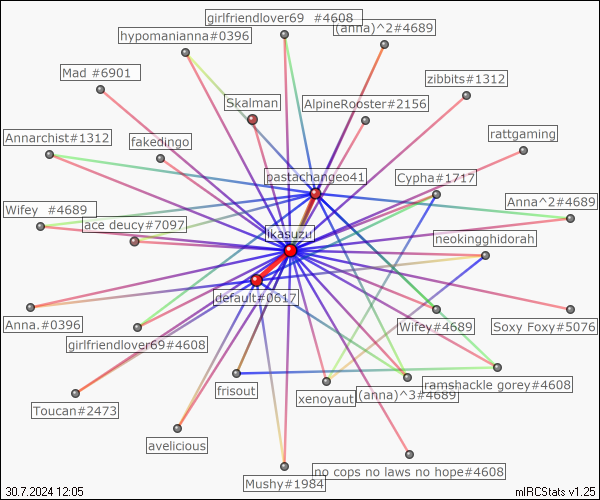 girlfriendlover69 #4608
hypomanianna#0396
(anna)^2#4689
Mad #6901
zibbits#1312
Skalman
AlpineRooster#2156
Annarchist#1312
fakedingo
rattgaming
pastachangeo41
Cypha#1717
Wifey #4689
Anna^2#4689
ace deucy#7097
ikasuzu
neokingghidorah
default#0617
Anna.#0396
Wifey#4689
Soxy Foxy#5076
girlfriendlover69#4608
frisout
xenoyaut
(anna)^3#4689
ramshackle gorey#4608
Toucan#2473
avelicious
no cops no laws no hope#4608
Mushy#1984
30.7.2024 12:05
mIRCStats v1.25